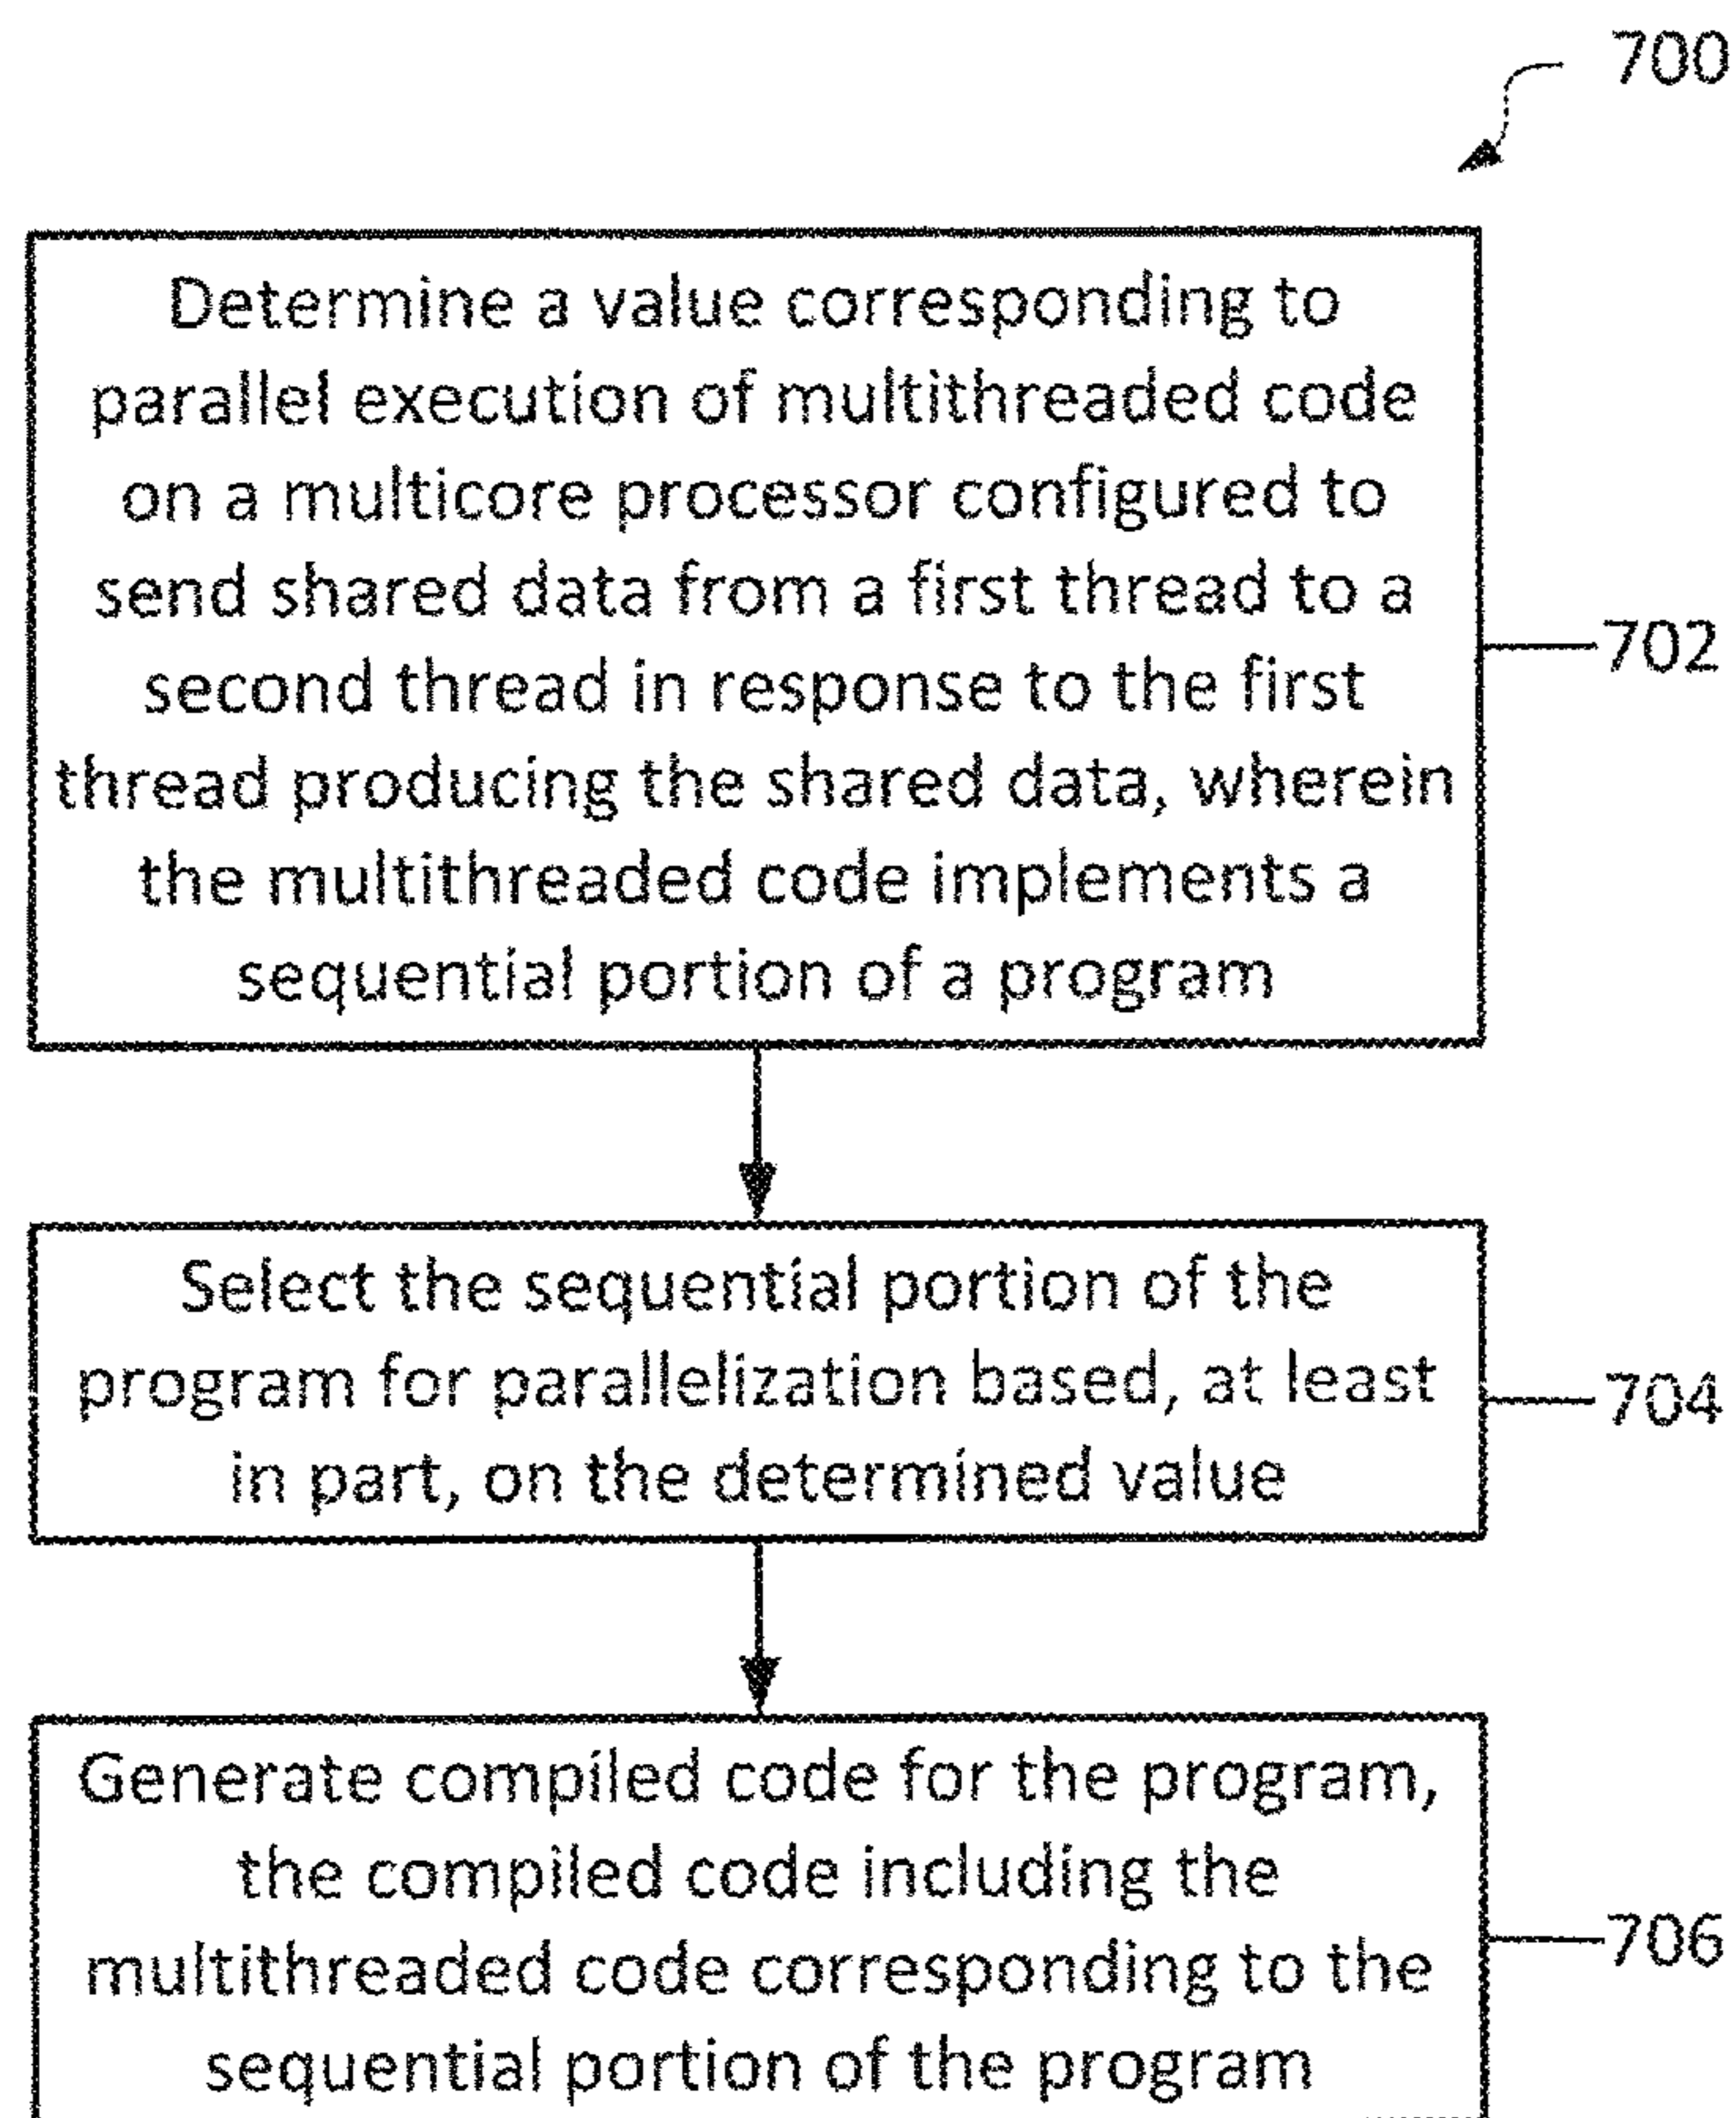 700
Determine a value corresponding to
parallel execution of multithreaded code
on a multicore processor configured to
send shared data from a first thread to a
second thread in response to the first
thread producing the shared data, wherein
the multithreaded code implements a
sequential portion of a program
702
Select the sequential portion of the
program for parallelization based, at least
in part, on the determined value
704
Generate compiled code for the program,
the compiled code including the
multithreaded code corresponding to the
sequential portion of the program
706